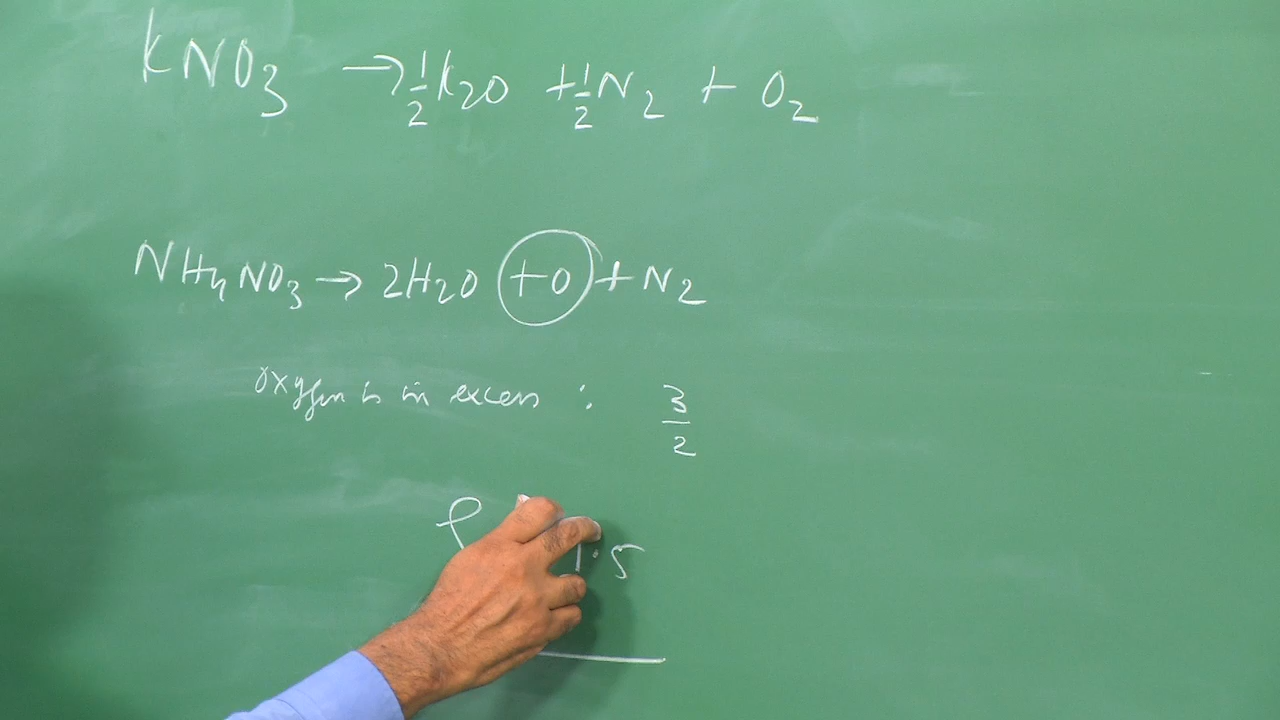 KNO3 → 1/2 K2O + 1/2 N2 + O2
NH4NO3 → 2H2O + O + N2
oxygen is in excess : 3/2
1.5